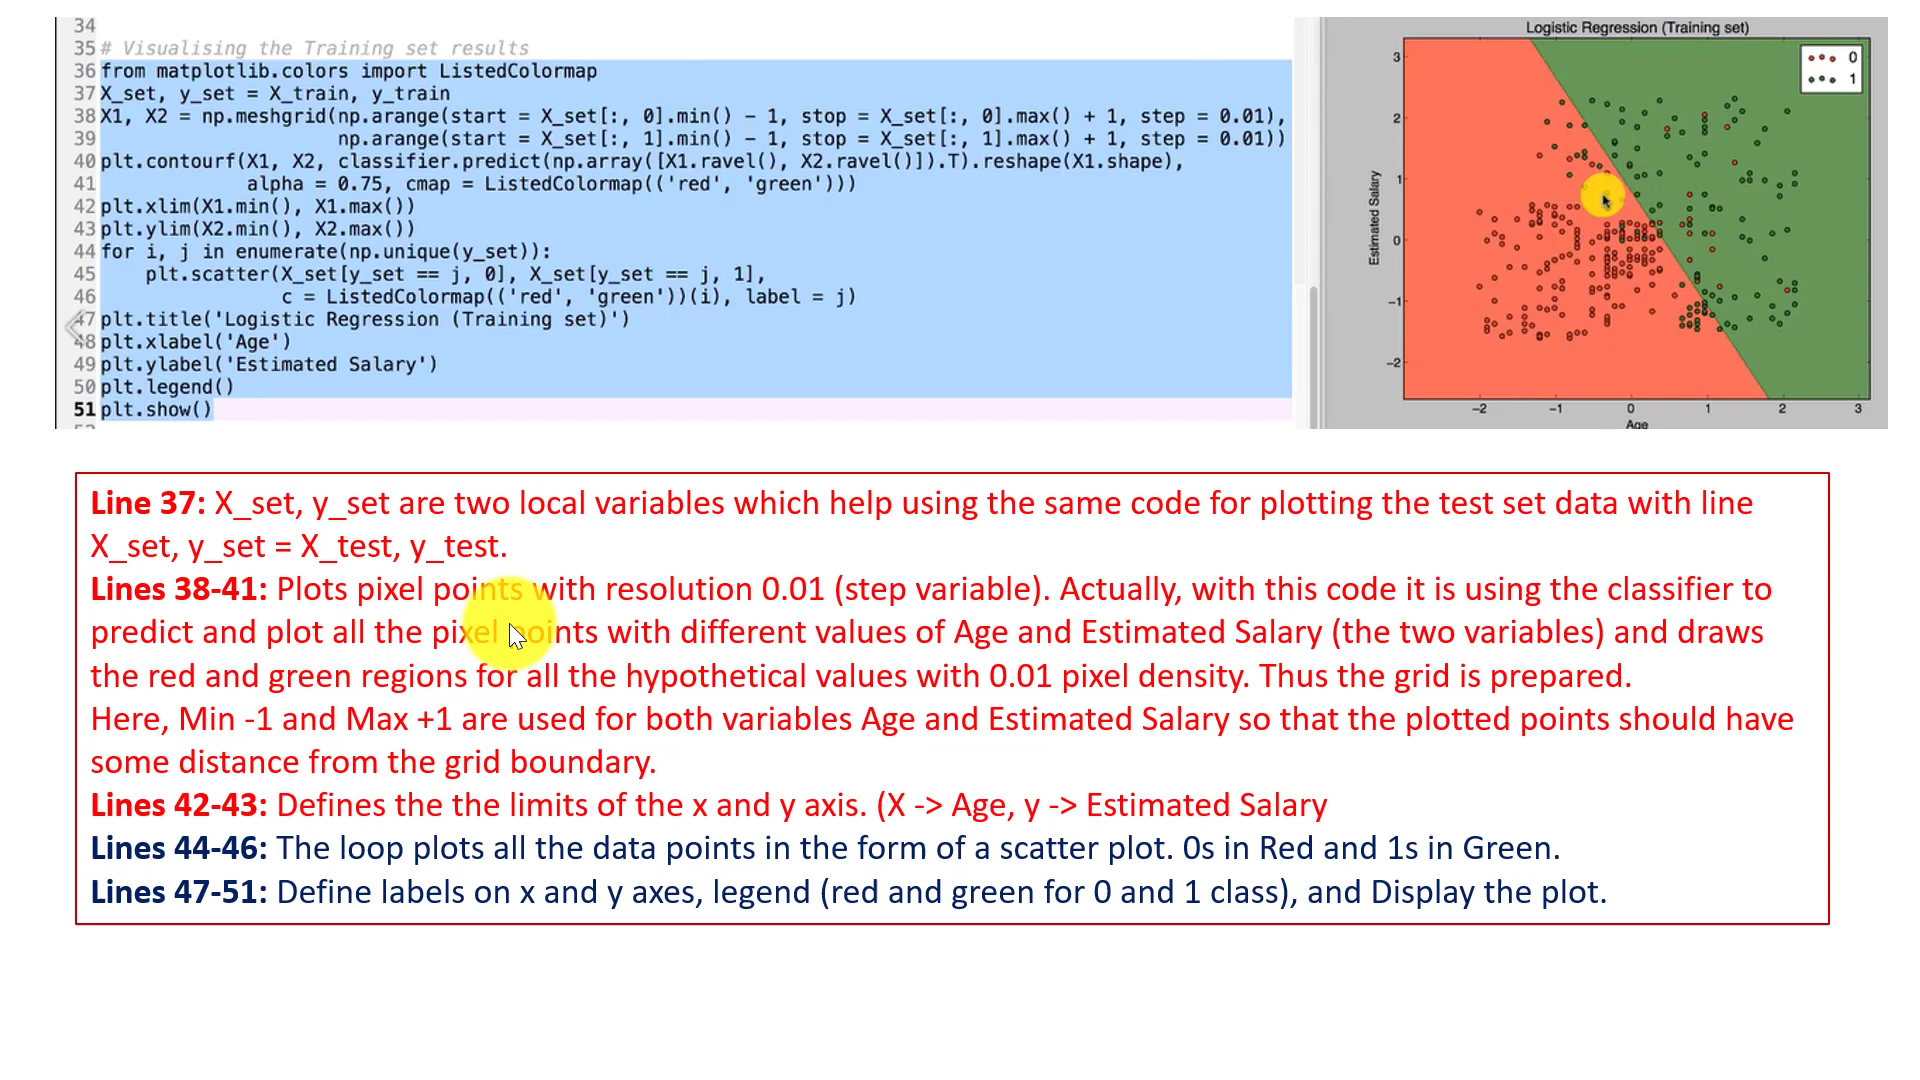 34
35 # Visualising the Training set results
36 from matplotlib.colors import ListedColormap
37 X_set, y_set = X_train, y_train
38 X1, X2 = np.meshgrid(np.arange(start = X_set[:, 0].min() - 1, stop = X_set[:, 0].max() + 1, step = 0.01),
39 np.arange(start = X_set[:, 1].min() - 1, stop = X_set[:, 1].max() + 1, step = 0.01))
40 plt.contourf(X1, X2, classifier.predict(np.array([X1.ravel(), X2.ravel()]).T).reshape(X1.shape),
41 alpha = 0.75, cmap = ListedColormap(('red', 'green')))
42 plt.xlim(X1.min(), X1.max())
43 plt.ylim(X2.min(), X2.max())
44 for i, j in enumerate(np.unique(y_set)):
45 plt.scatter(X_set[y_set == j, 0], X_set[y_set == j, 1],
46 c = ListedColormap(('red', 'green'))(i), label = j)
47 plt.title('Logistic Regression (Training set)')
48 plt.xlabel('Age')
49 plt.ylabel('Estimated Salary')
50 plt.legend()
51 plt.show()
Logistic Regression (Training set)
0
1
3
2
1
0
-1
-2
Estimated Salary
-2 -1 0 1 2 3
Age
Line 37: X_set, y_set are two local variables which help using the same code for plotting the test set data with line
X_set, y_set = X_test, y_test.
Lines 38-41: Plots pixel points with resolution 0.01 (step variable). Actually, with this code it is using the classifier to
predict and plot all the pixel points with different values of Age and Estimated Salary (the two variables) and draws
the red and green regions for all the hypothetical values with 0.01 pixel density. Thus the grid is prepared.
Here, Min -1 and Max +1 are used for both variables Age and Estimated Salary so that the plotted points should have
some distance from the grid boundary.
Lines 42-43: Defines the the limits of the x and y axis. (X -> Age, y -> Estimated Salary
Lines 44-46: The loop plots all the data points in the form of a scatter plot. 0s in Red and 1s in Green.
Lines 47-51: Define labels on x and y axes, legend (red and green for 0 and 1 class), and Display the plot.